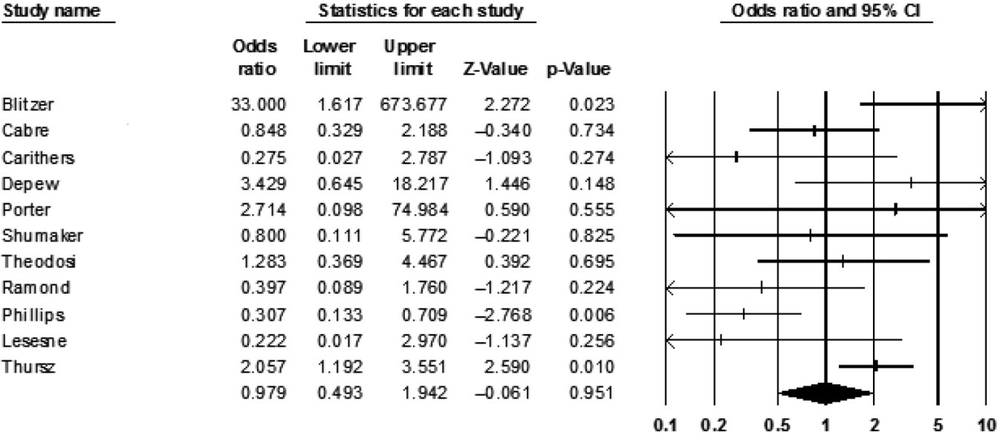 Study name Statistics for each study Odds ratio and 95% CI
Odds Lower Upper
ratio limit limit Z-Value p-Value
Blitzer 33.000 1.617 673.677 2.272 0.023
Cabre 0.848 0.329 2.188 –0.340 0.734
Carithers 0.275 0.027 2.787 –1.093 0.274
Depew 3.429 0.645 18.217 1.446 0.148
Porter 2.714 0.098 74.984 0.590 0.555
Shumaker 0.800 0.111 5.772 –0.221 0.825
Theodosi 1.283 0.369 4.467 0.392 0.695
Ramond 0.397 0.089 1.760 –1.217 0.224
Phillips 0.307 0.133 0.709 –2.768 0.006
Lesesne 0.222 0.017 2.970 –1.137 0.256
Thursz 2.057 1.192 3.551 2.590 0.010
0.979 0.493 1.942 –0.061 0.951
0.1 0.2 0.5 1 2 5 10